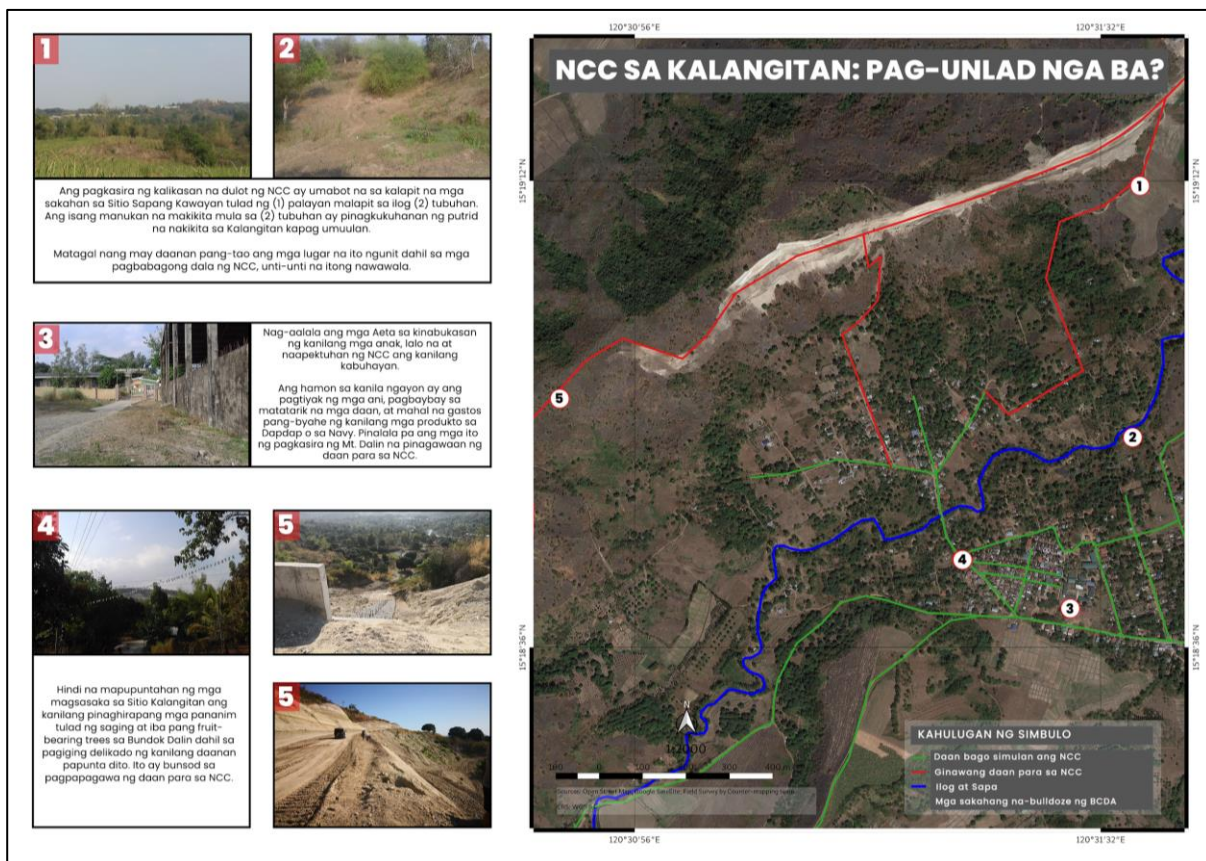 1
2
Ang pagkasira ng kalikasan na dulot ng NCC ay umabot na sa kalapit na mga
sakahan sa Sitio Sapang Kawayan tulad ng (1) palayan malapit sa ilog (2) tubuhan.
Ang isang manukan na makikita mula sa (2) tubuhan ay pinagkukuhanan ng putrid
na nakikita sa Kalangitan kapag umuulan.
Matagal nang may daanan pang-tao ang mga lugar na ito ngunit dahil sa mga
pagbabagong dala ng NCC, unti-unti na itong nawawala.
3
Nag-aalala ang mga Aeta sa kinabukasan
ng kanilang mga anak, lalo na at
naapektuhan ng NCC ang kanilang
kabuhayan.
Ang hamon sa kanila ngayon ay ang
pagtiyak ng mga ani, pagbaybay sa
matatarik na mga daan, at mahal na gastos
pang-byahe ng kanilang mga produkto sa
Dapdap o sa Navy. Pinalala pa ang mga ito
ng pagkasira ng Mt. Dalin na pinagawaan ng
daan para sa NCC.
4
5
Hindi na mapupuntahan ng mga
magsasaka sa Sitio Kalangitan ang
kanilang pinaghirapang mga pananim
tulad ng saging at iba pang fruit-
bearing trees sa Bundok Dalin dahil sa
pagiging delikado ng kanilang daanan
papunta dito. Ito ay bunsod sa
pagpapagawa ng daan para sa NCC.
5
120°30'56"E
120°31'32"E
NCC SA KALANGITAN: PAG-UNLAD NGA BA?
15°19'12"N
15°19'12"N
1
5
2
4
3
15°18'36"N
15°18'36"N
N
KAHULUGAN NG SIMBULO
Daan bago simulan ang NCC
Ginawang daan para sa NCC
Ilog at Sapa
Mga sakahang na-bulldoze ng BCDA
120°30'56"E
120°31'32"E